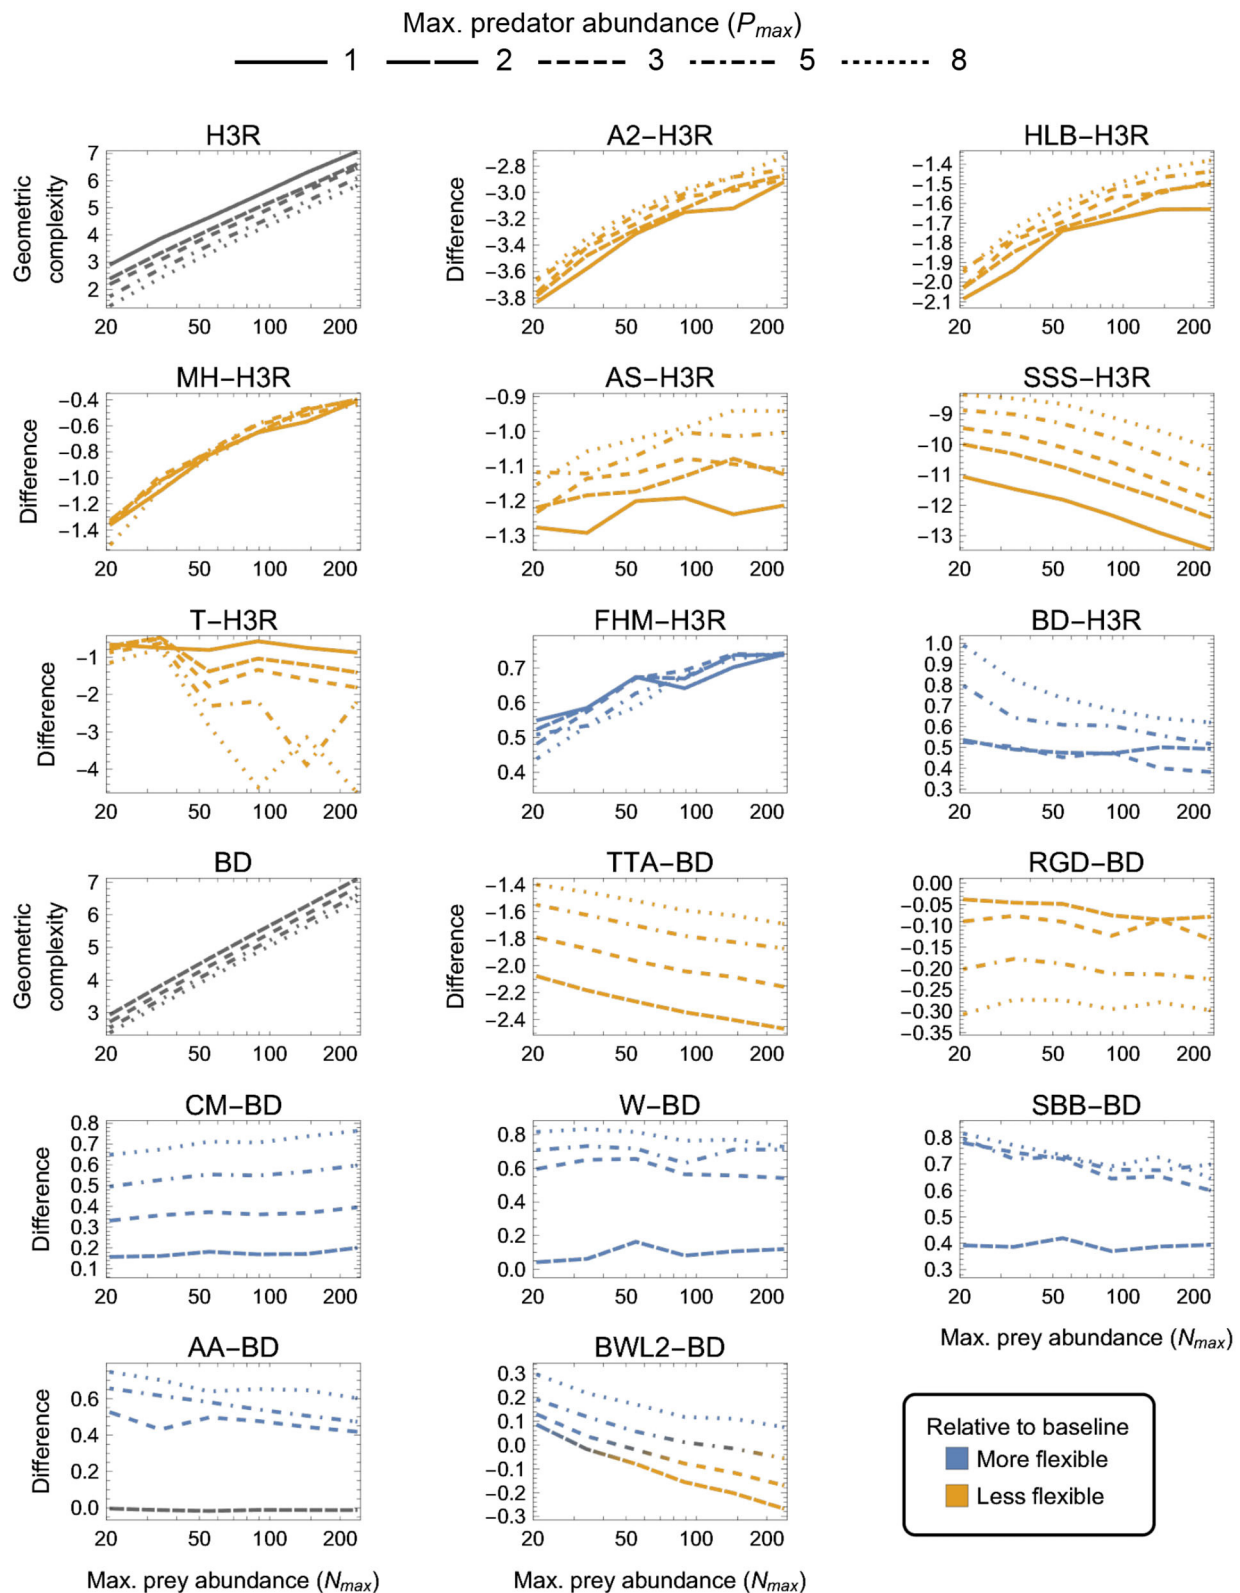 Max. predator abundance (Pmax)
1 2 3 5 8
H3R
Geometric
complexity
7
6
5
4
3
2
20 50 100 200
A2–H3R
Difference
−2.8
−3.0
−3.2
−3.4
−3.6
−3.8
20 50 100 200
HLB–H3R
−1.4
−1.5
−1.6
−1.7
−1.8
−1.9
−2.0
−2.1
20 50 100 200
MH–H3R
Difference
−0.4
−0.6
−0.8
−1.0
−1.2
−1.4
20 50 100 200
AS–H3R
−0.9
−1.0
−1.1
−1.2
−1.3
20 50 100 200
SSS–H3R
−9
−10
−11
−12
−13
20 50 100 200
T–H3R
Difference
−1
−2
−3
−4
20 50 100 200
FHM–H3R
0.7
0.6
0.5
0.4
20 50 100 200
BD–H3R
1.0
0.9
0.8
0.7
0.6
0.5
0.4
0.3
20 50 100 200
BD
Geometric
complexity
7
6
5
4
3
20 50 100 200
TTA–BD
Difference
−1.4
−1.6
−1.8
−2.0
−2.2
−2.4
20 50 100 200
RGD–BD
0.00
−0.05
−0.10
−0.15
−0.20
−0.25
−0.30
−0.35
20 50 100 200
CM–BD
Difference
0.8
0.7
0.6
0.5
0.4
0.3
0.2
0.1
20 50 100 200
W–BD
0.8
0.6
0.4
0.2
0.0
20 50 100 200
SBB–BD
0.8
0.7
0.6
0.5
0.4
0.3
20 50 100 200
Max. prey abundance (Nmax)
AA–BD
Difference
0.6
0.4
0.2
0.0
20 50 100 200
Max. prey abundance (Nmax)
BWL2–BD
0.3
0.2
0.1
0.0
−0.1
−0.2
−0.3
20 50 100 200
Max. prey abundance (Nmax)
Relative to baseline
More flexible
Less flexible